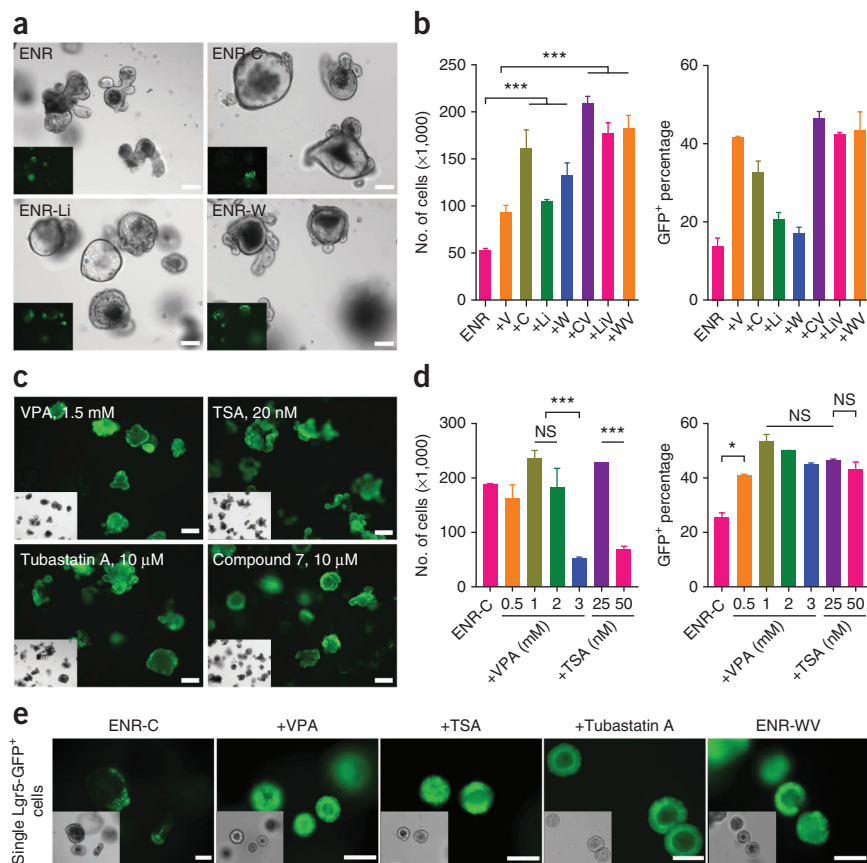 a
ENR
ENR-C
ENR-Li
ENR-W
b
No. of cells (×1,000)
250
200
150
100
50
0
***
***
ENR
+V
+C
+Li
+W
+CV
+LiV
+WV
GFP+ percentage
60
40
20
0
ENR
+V
+C
+Li
+W
+CV
+LiV
+WV
c
VPA, 1.5 mM
TSA, 20 nM
Tubastatin A, 10 μM
Compound 7, 10 μM
d
No. of cells (×1,000)
300
200
100
0
***
NS
***
ENR-C
0.5 1 2 3 25 50
+VPA (mM)
+TSA (nM)
GFP+ percentage
60
40
20
0
NS
NS
*
ENR-C
0.5 1 2 3 25 50
+VPA (mM)
+TSA (nM)
e
ENR-C
+VPA
+TSA
+Tubastatin A
ENR-WV
Single Lgr5-GFP+
cells